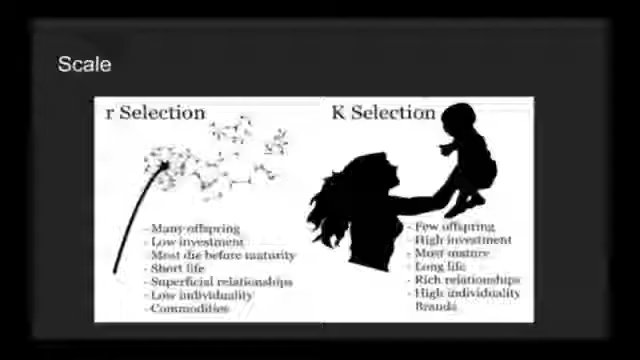 Scale
r Selection
- Many offspring
- Low investment
Most die before maturity
- Short life
- Superficial relationships
- Low individuality
- Commodities
K Selection
- Few offspring
- High investment
- Most mature
- Long life
- Rich relationships
- High individuality
Brands